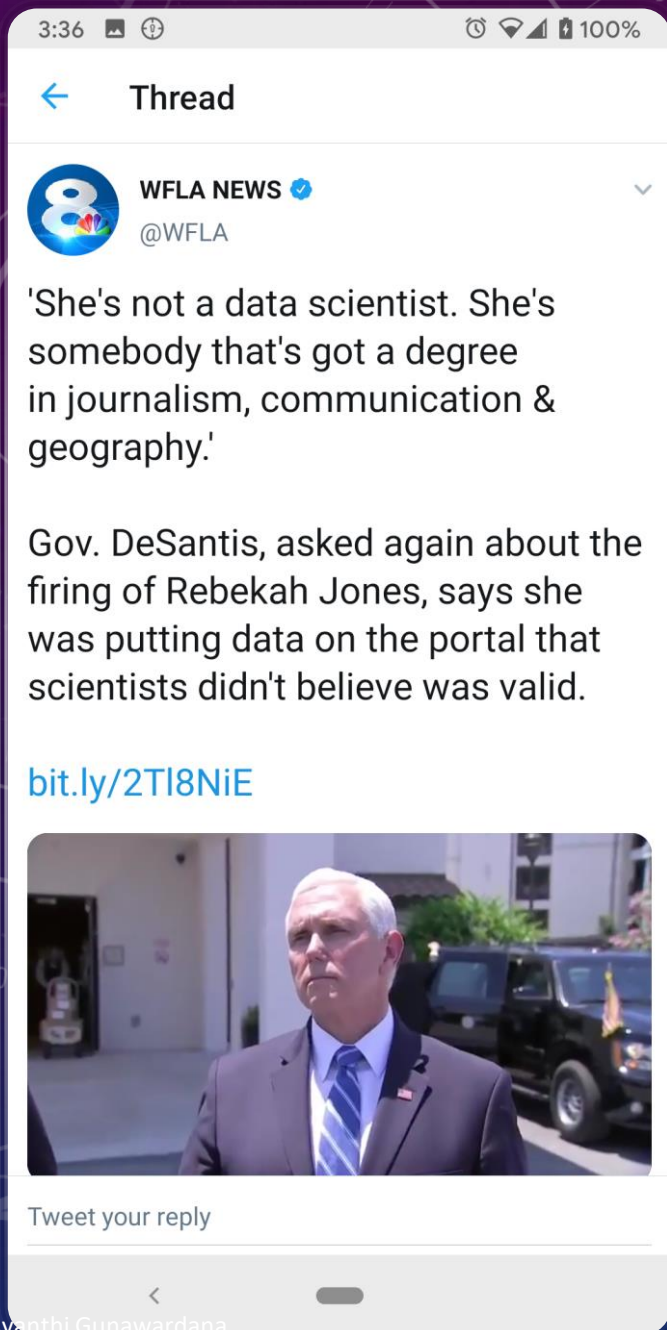 3:36
100%
Thread
WFLA NEWS
@WFLA
'She's not a data scientist. She's
somebody that's got a degree
in journalism, communication &
geography.'
Gov. DeSantis, asked again about the
firing of Rebekah Jones, says she
was putting data on the portal that
scientists didn't believe was valid.
bit.ly/2Tl8NiE
Tweet your reply
Gunawardana